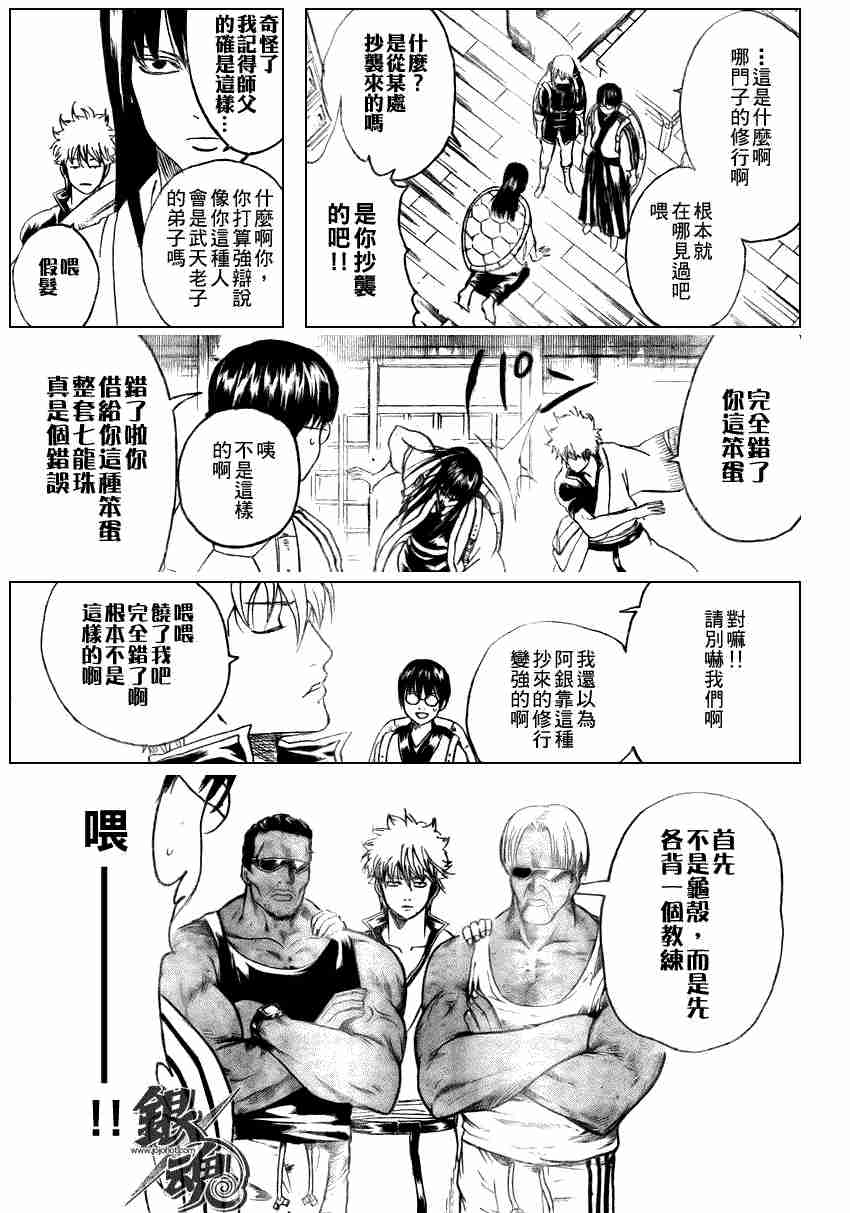 …這是什麼啊
哪門子的修行啊
根本就
在哪見過吧
喂
什麼？
是從某處
抄襲來的嗎
是你抄襲
的吧！！
奇怪了
我記得師父
的確是這樣…
什麼啊你，
你打算強辯說
像你這種人
會是武天老子
的弟子嗎
喂
假髮
完全錯了
你這笨蛋
パン
咦
不是這樣
的啊
錯了啦你
借給你這種笨蛋
整套七龍珠
真是個錯誤
對嘛！！
請別嚇我們啊
我還以為
阿銀靠這種
抄來的修行
變強的啊
喂喂
饒了我吧
完全錯了啊
根本不是
這樣的啊
首先
不是龜殼，而是先
各背一個教練
喂——！！
銀魂
www.jojohot.com